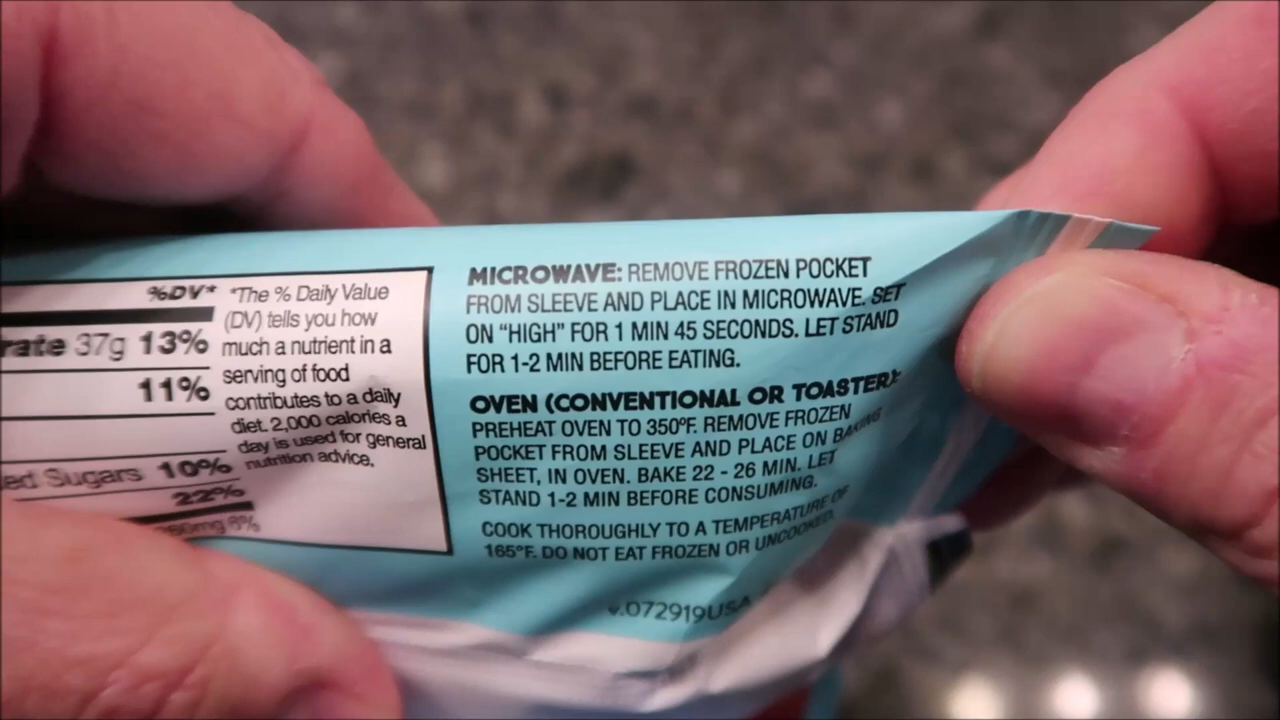 %DV*
rate 37g 13%
11%
ed Sugars 10%
22%
6%
*The % Daily Value
(DV) tells you how
much a nutrient in a
serving of food
contributes to a daily
diet. 2,000 calories a
day is used for general
nutrition advice.
MICROWAVE: REMOVE FROZEN POCKET
FROM SLEEVE AND PLACE IN MICROWAVE. SET
ON “HIGH” FOR 1 MIN 45 SECONDS. LET STAND
FOR 1-2 MIN BEFORE EATING.
OVEN (CONVENTIONAL OR TOASTER):
PREHEAT OVEN TO 350°F. REMOVE FROZEN
POCKET FROM SLEEVE AND PLACE ON BAKING
SHEET, IN OVEN. BAKE 22 - 26 MIN. LET
STAND 1-2 MIN BEFORE CONSUMING.
COOK THOROUGHLY TO A TEMPERATURE OF
165°F. DO NOT EAT FROZEN OR UNCOOKED.
v.072919USA